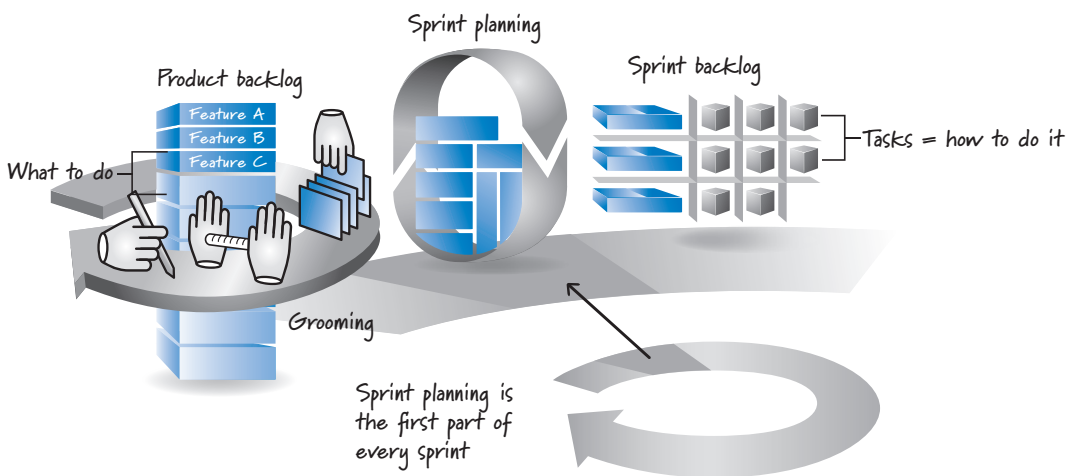 Sprint planning
Product backlog
Sprint backlog
Feature A
Feature B
Feature C
What to do
Tasks = how to do it
Grooming
Sprint planning is
the first part of
every sprint